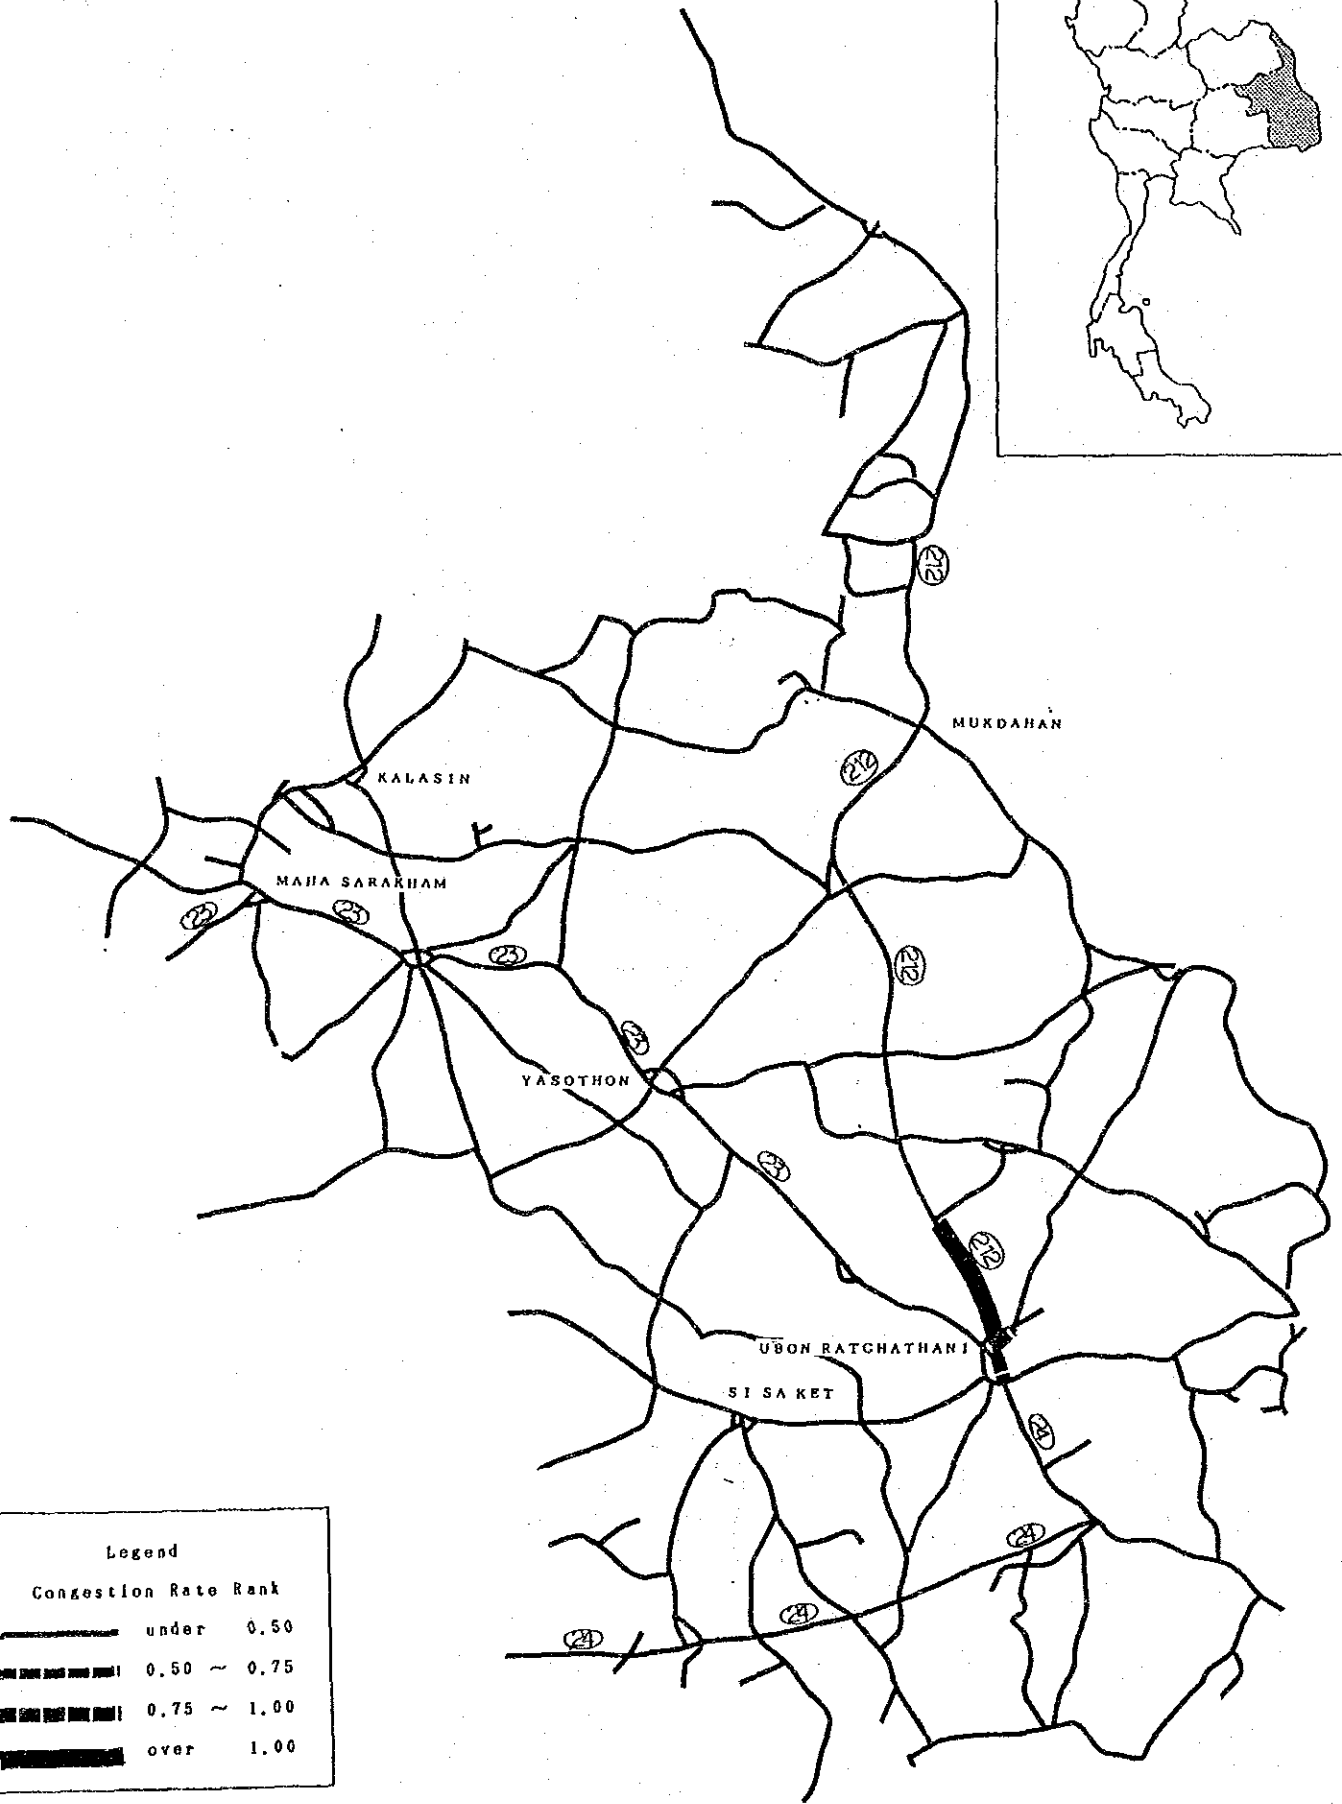 212
MUKDAHAN
212
KALASIN
MAHA SARAKHAM
23
23
23
212
23
YASOTHON
23
212
UBON RATCHATHANI
SI SA KET
24
24
24
24
Legend
Congestion Rate Rank
under 0.50
0.50 ~ 0.75
0.75 ~ 1.00
over 1.00